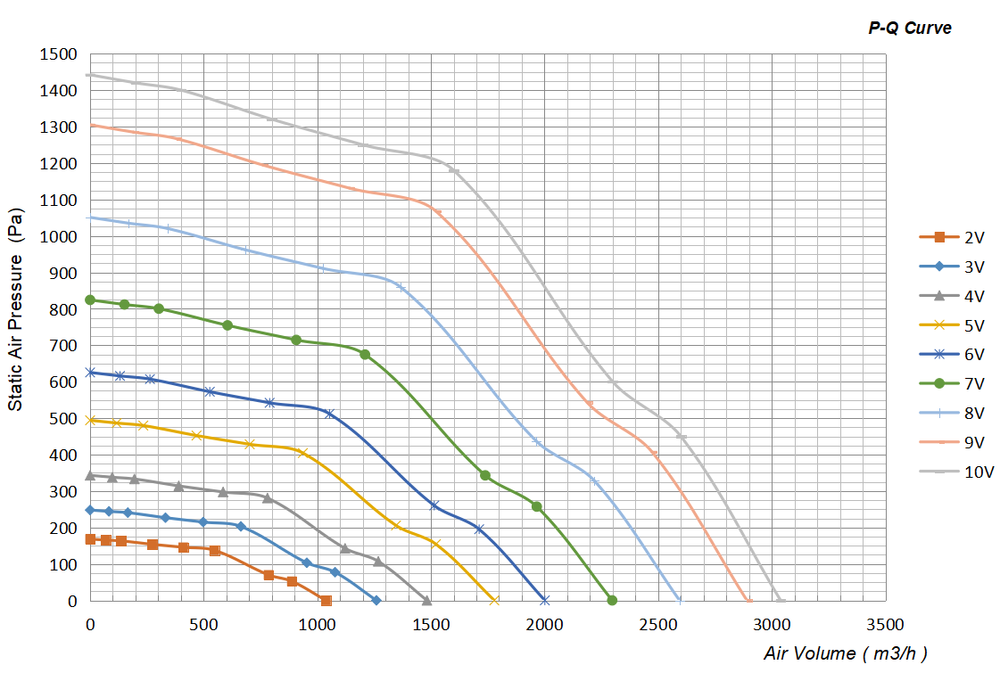 P-Q Curve
1500
1400
1300
1200
1100
1000
900
800
700
600
500
400
300
200
100
0
Static Air Pressure (Pa)
0 500 1000 1500 2000 2500 3000 3500
Air Volume ( m3/h )
2V
3V
4V
5V
6V
7V
8V
9V
10V